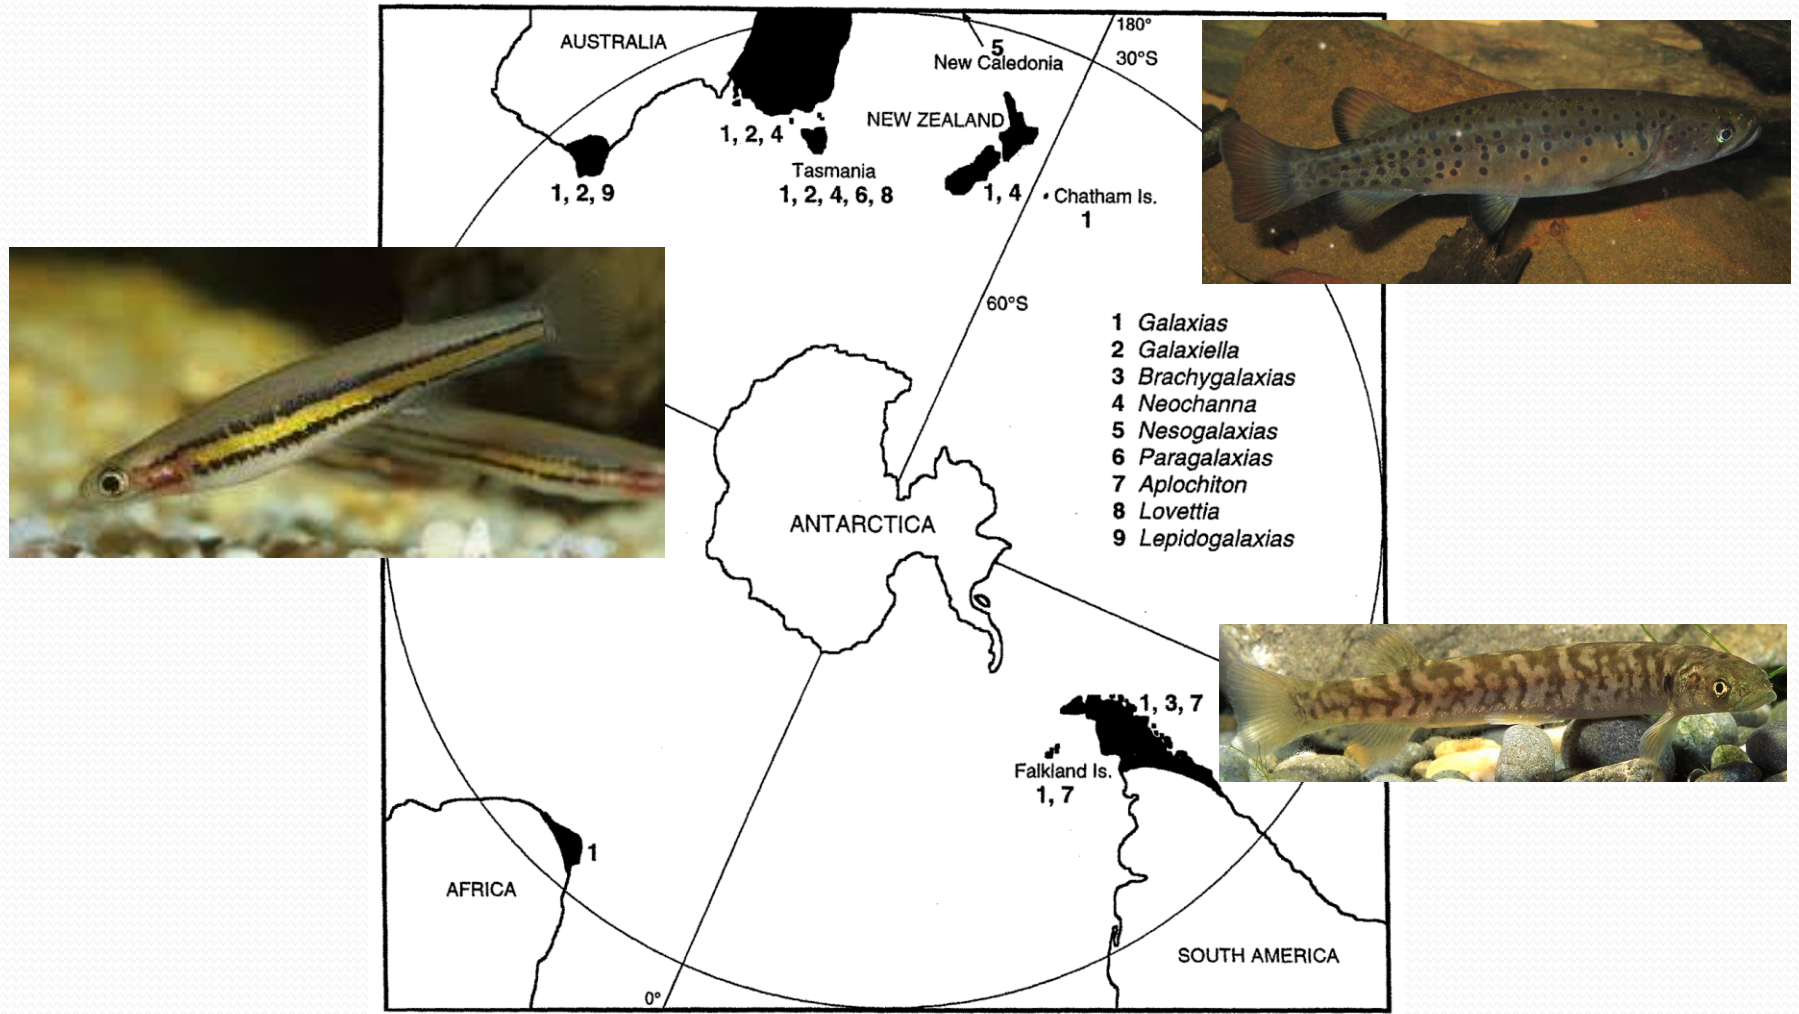 AUSTRALIA
180°
5
New Caledonia
30°S
NEW ZEALAND
1, 2, 4
Tasmania
1, 2, 9
1, 2, 4, 6, 8
1, 4
Chatham Is.
1
60°S
1 Galaxias
2 Galaxiella
3 Brachygalaxias
4 Neochanna
5 Nesogalaxias
6 Paragalaxias
7 Aplochiton
8 Lovettia
9 Lepidogalaxias
ANTARCTICA
1, 3, 7
Falkland Is.
1, 7
1
AFRICA
SOUTH AMERICA
0°